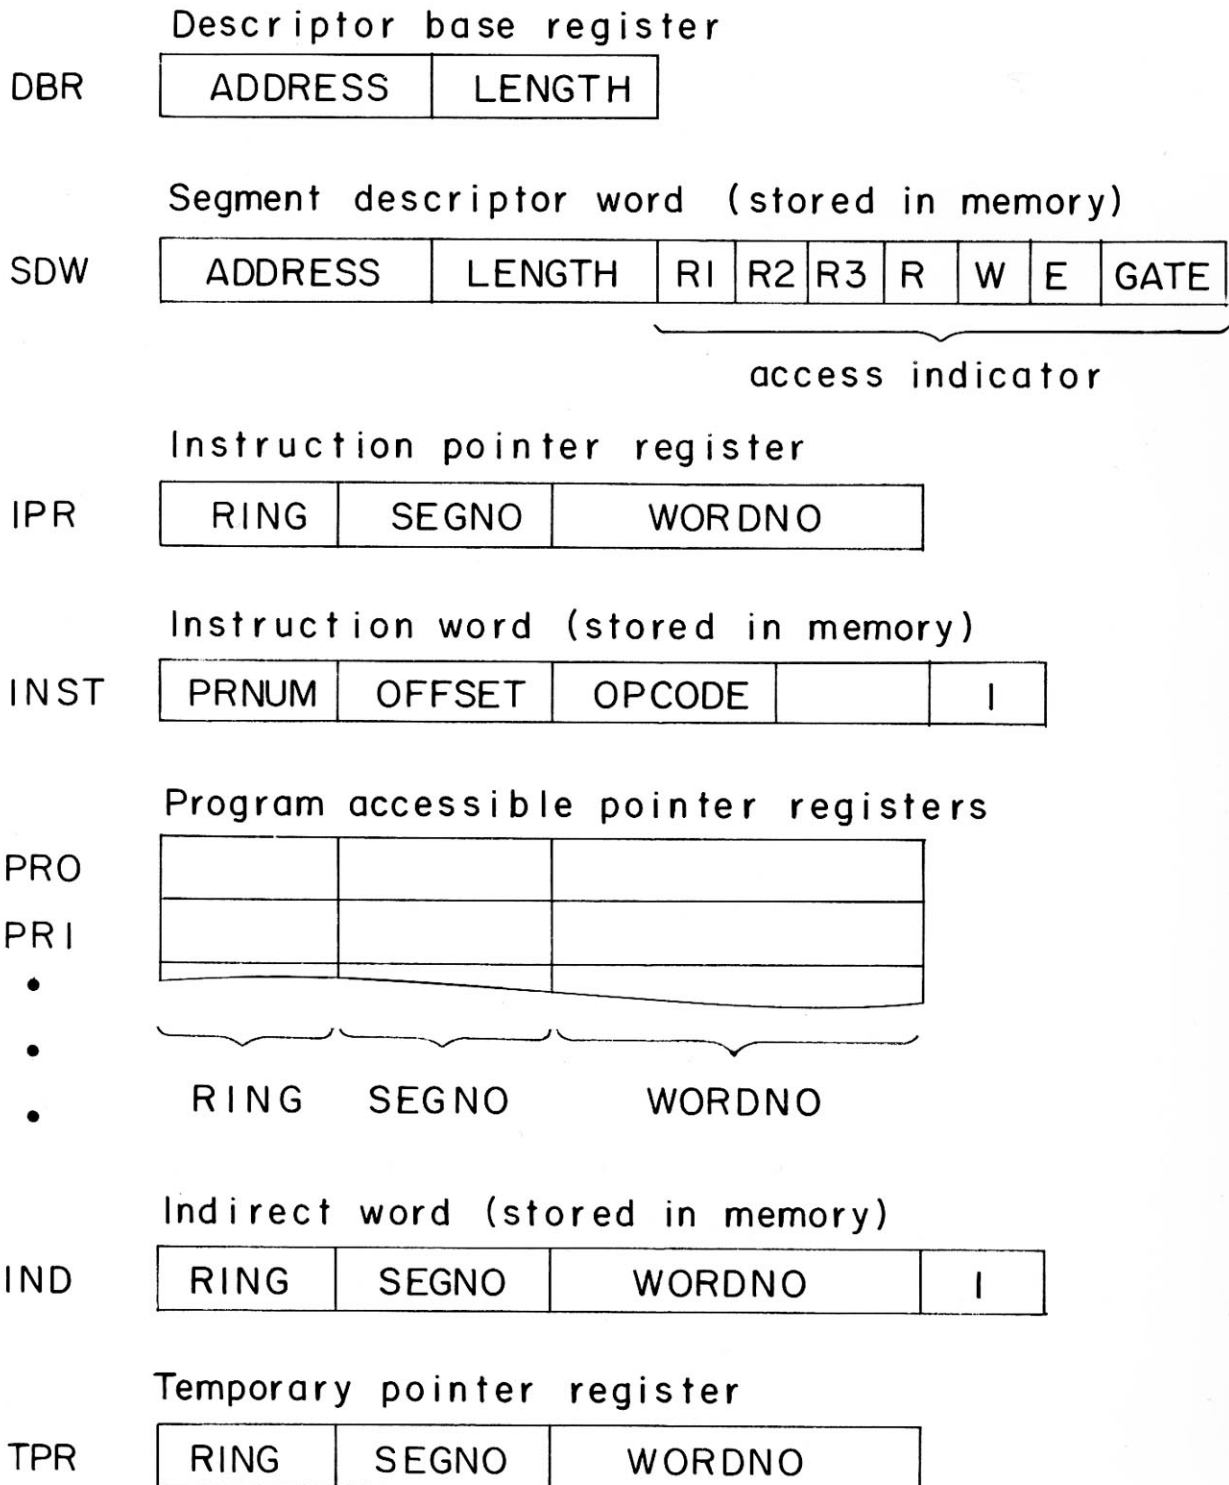 Descriptor base register
DBR ADDRESS LENGTH
Segment descriptor word (stored in memory)
SDW ADDRESS LENGTH R1 R2 R3 R W E GATE
access indicator
Instruction pointer register
IPR RING SEGNO WORDNO
Instruction word (stored in memory)
INST PRNUM OFFSET OPCODE I
Program accessible pointer registers
PR0
PR1
RING SEGNO WORDNO
Indirect word (stored in memory)
IND RING SEGNO WORDNO I
Temporary pointer register
TPR RING SEGNO WORDNO